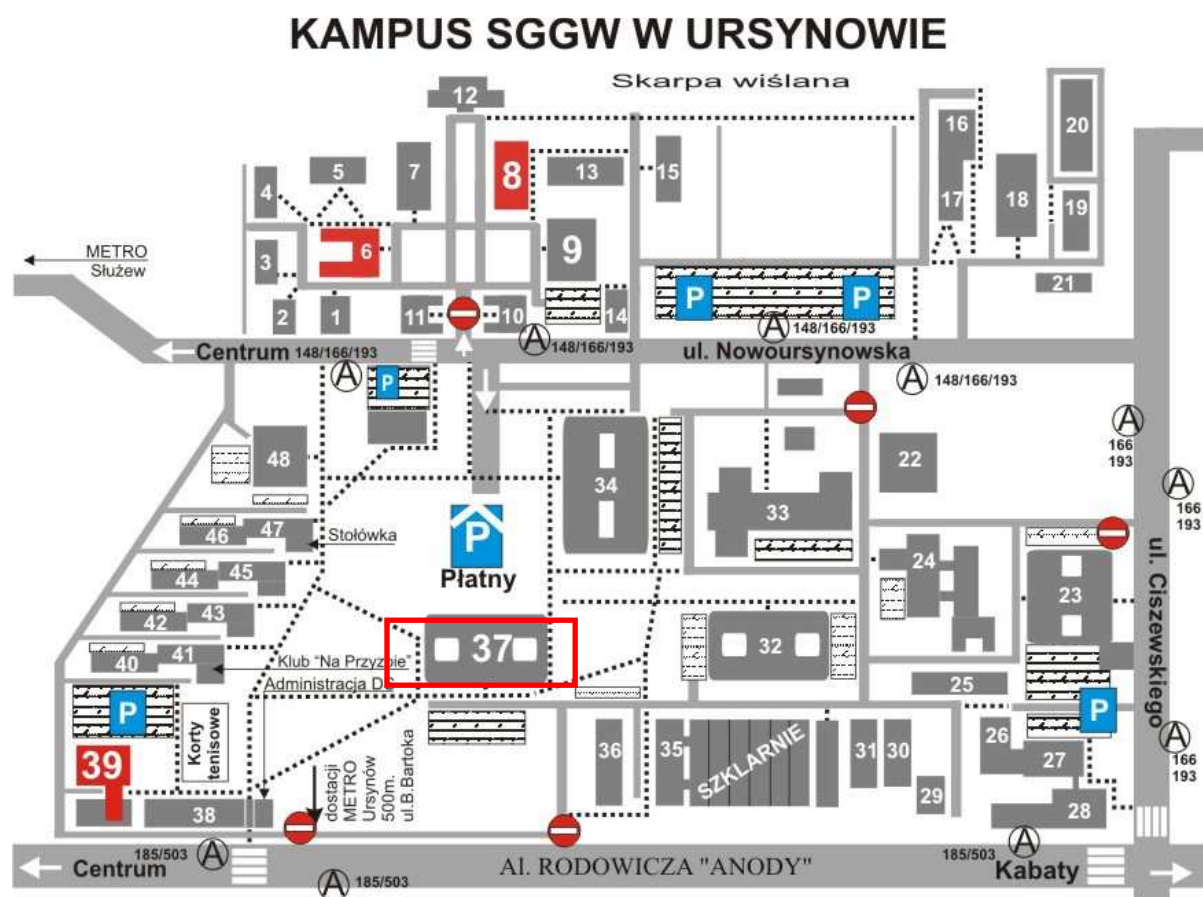 KAMPUS SGGW W URSYNOWIE
Skarpa wiślana
12
16
20
5
7
8
13
15
4
17
18
19
6
9
METRO
Służew
3
P
P
21
2
1
11
10
14
A
148/166/193
A
148/166/193
Centrum
148/166/193
ul. Nowoursynowska
A
P
A
148/166/193
A
166
193
48
34
22
A
166
193
33
46
47
Stołówka
P
Płatny
44
45
24
23
ul. Ciszewskiego
42
43
37
32
40
41
Klub "Na Przyzbie"
Administracja DS
25
P
P
Korty
tenisowe
39
dostacji
METRO
Ursynów
500m.
ul.B.Bartoka
36
35
SZKLARNIE
31
30
29
26
27
28
A
166
193
38
185/503
A
185/503
A
Centrum
Al. RODOWICZA "ANODY"
Kabaty
A
185/503